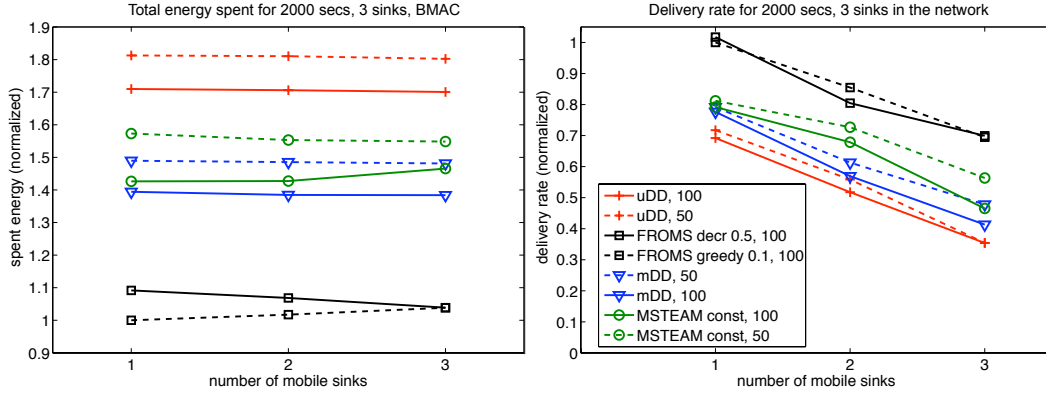 Total energy spent for 2000 secs, 3 sinks, BMAC
1.9
1.8
1.7
1.6
1.5
1.4
1.3
1.2
1.1
1
0.9
spent energy (normalized)
1 2 3
number of mobile sinks
Delivery rate for 2000 secs, 3 sinks in the network
1
0.9
0.8
0.7
0.6
0.5
0.4
0.3
0.2
0.1
0
delivery rate (normalized)
uDD, 100
uDD, 50
FROMS decr 0.5, 100
FROMS greedy 0.1, 100
mDD, 50
mDD, 100
MSTEAM const, 100
MSTEAM const, 50
1 2 3
number of mobile sinks